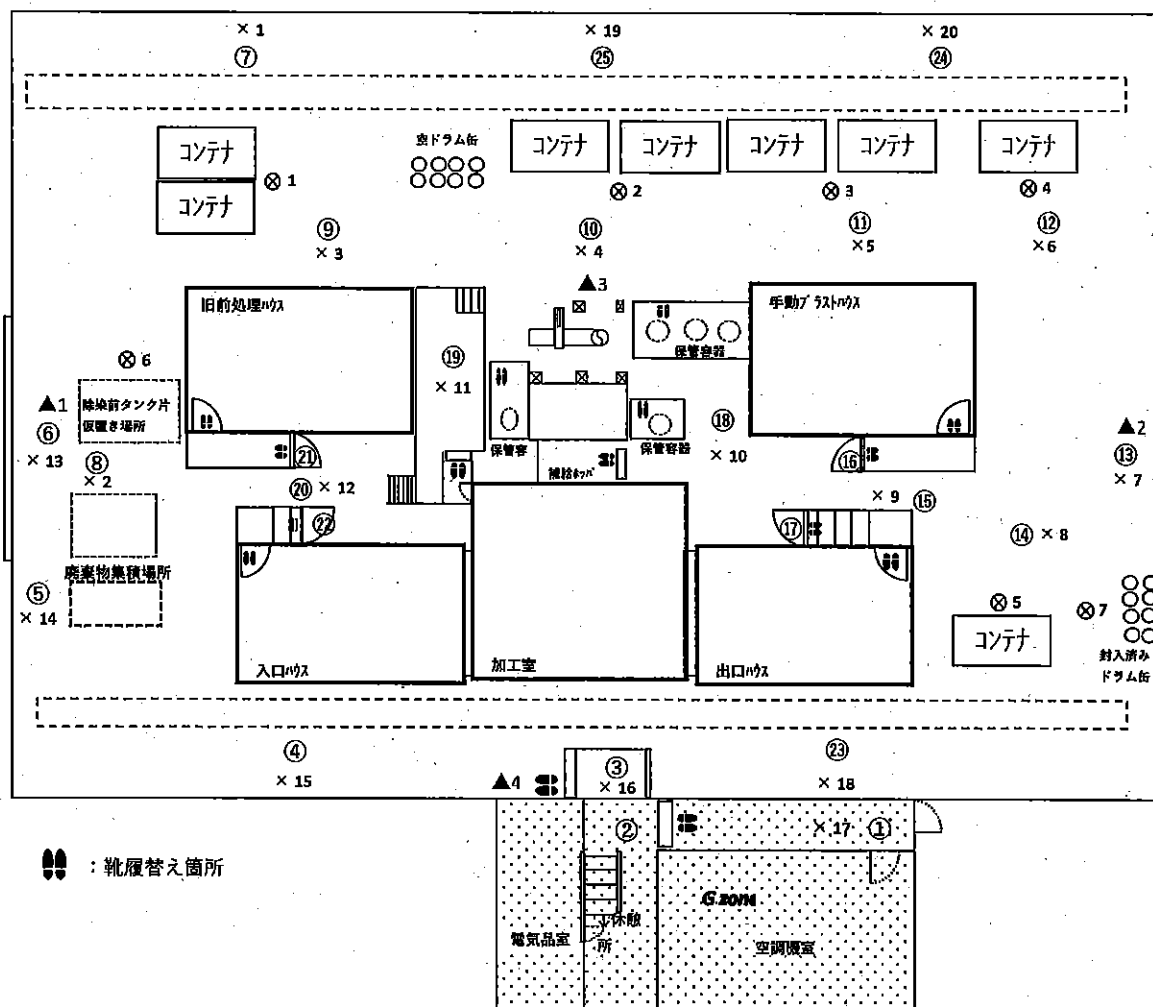 × 1
× 19
× 20
⑦
㉕
㉔
コンテナ
空ドラム缶
コンテナ
コンテナ
コンテナ
コンテナ
コンテナ
⊗ 1
⊗ 2
⊗ 3
⊗ 4
コンテナ
⑨
⑩
⑪
⑫
× 3
× 4
× 5
× 6
▲3
旧前処理ハウス
手動ブラストハウス
保管容器
⊗ 6
⑲
× 11
▲1
除染前タンク片
仮置き場所
⑱
▲2
⑥
保管容
保管容器
× 10
⑬
× 13
⑧
㉑
⑯
× 7
× 2
補給ホッパ
⑳
× 12
× 9
⑮
㉒
⑰
⑭
× 8
廃棄物集積場所
⑤
× 14
⊗ 5
⊗ 7
コンテナ
封入済み
ドラム缶
入口ハウス
加工室
出口ハウス
④
㉓
× 15
▲4
③
× 16
× 18
②
× 17
①
：靴履替え箇所
G zone
休憩
所
電気品室
空調機室